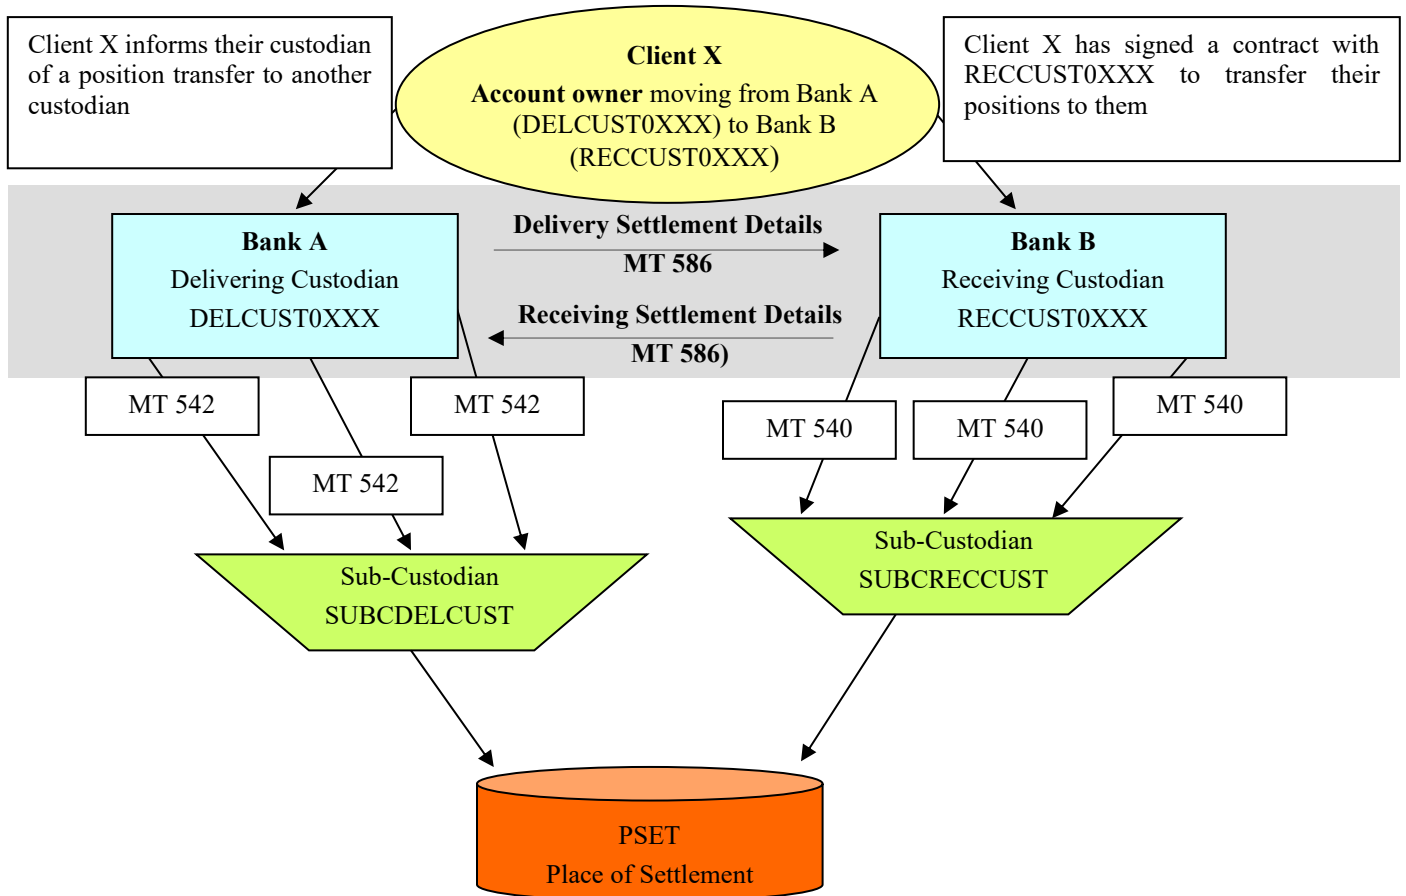 Client X informs their custodian
of a position transfer to another
custodian
Client X
Account owner moving from Bank A
(DELCUST0XXX) to Bank B
(RECCUST0XXX)
Client X has signed a contract with
RECCUST0XXX to transfer their
positions to them
Bank A
Delivering Custodian
DELCUST0XXX
Delivery Settlement Details
MT 586
Receiving Settlement Details
MT 586)
Bank B
Receiving Custodian
RECCUST0XXX
MT 542
MT 542
MT 542
MT 540
MT 540
MT 540
Sub-Custodian
SUBCDELCUST
Sub-Custodian
SUBCRECCUST
PSET
Place of Settlement